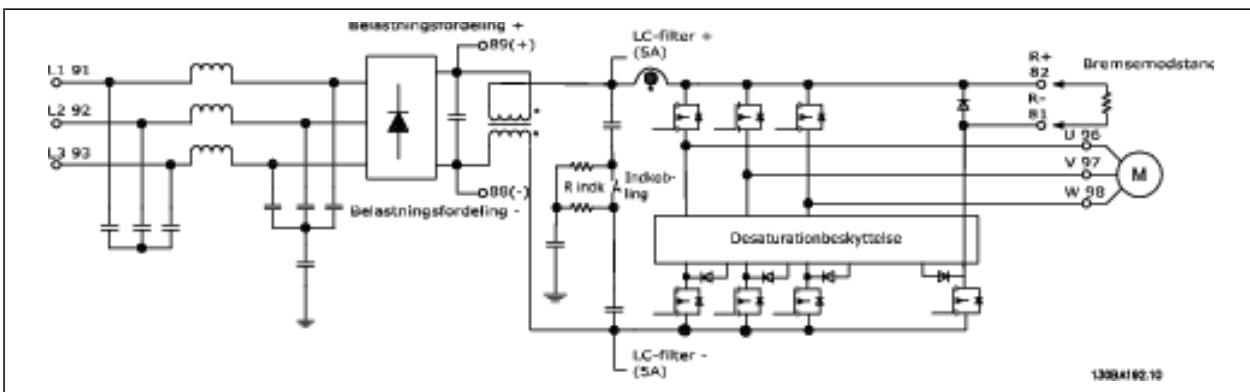 Belastningsfordeling +
89(+)
LC-filter +
(5A)
L1 91
L2 92
L3 93
R+
82
Bremsemodstand
R-
81
U 96
V 97
W 98
M
R indk
Indkob-
ling
88(-)
Belastningsfordeling -
Desaturationbeskyttelse
LC-filter -
(5A)
130BA192.10